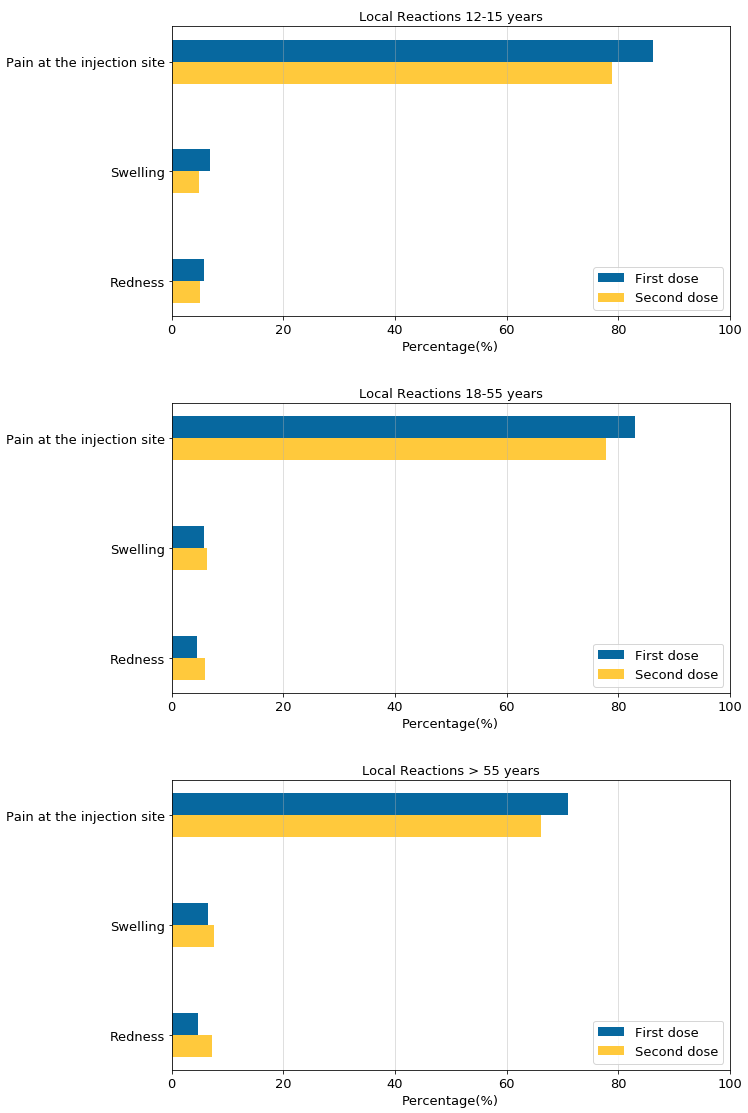 Local Reactions 12-15 years
Pain at the injection site
Swelling
Redness
First dose
Second dose
0 20 40 60 80 100
Percentage(%)
Local Reactions 18-55 years
Pain at the injection site
Swelling
Redness
First dose
Second dose
0 20 40 60 80 100
Percentage(%)
Local Reactions > 55 years
Pain at the injection site
Swelling
Redness
First dose
Second dose
0 20 40 60 80 100
Percentage(%)